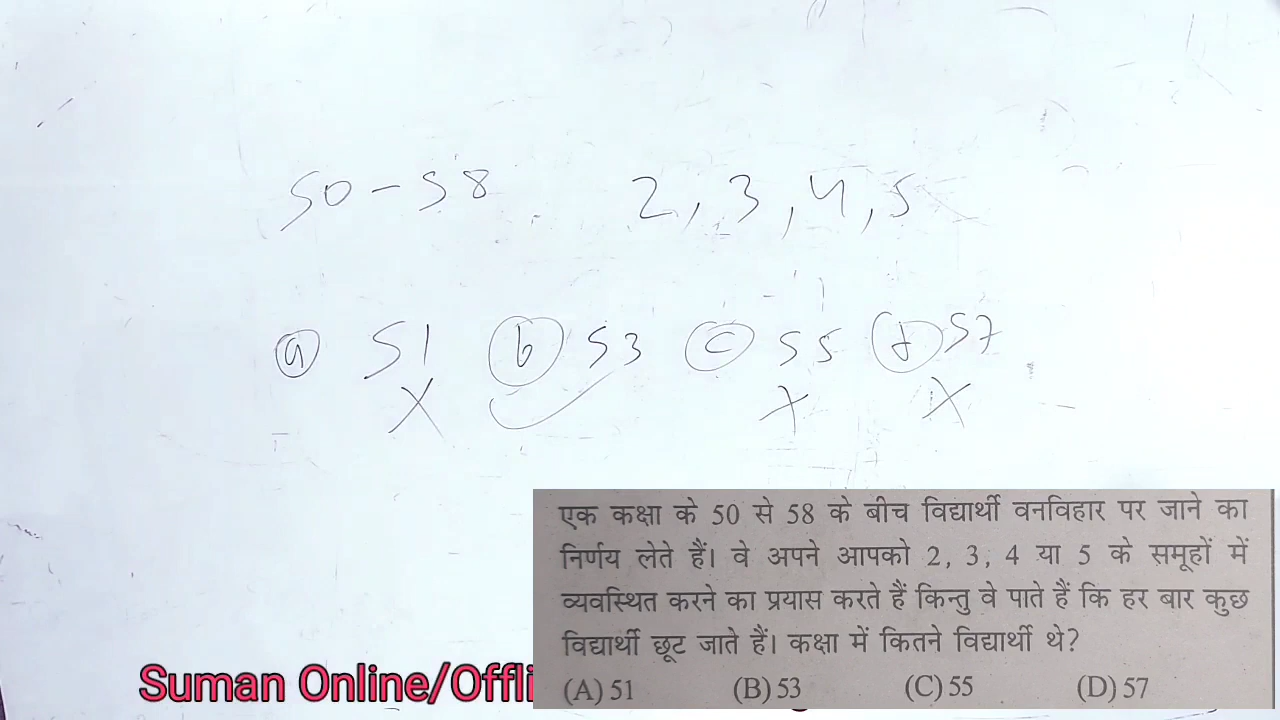 50 - 58 2, 3, 4, 5
a 51 b 53 c 55 d 57
X ✓ X X
एक कक्षा के 50 से 58 के बीच विद्यार्थी वनविहार पर जाने का
निर्णय लेते हैं। वे अपने आपको 2, 3, 4 या 5 के समूहों में
व्यवस्थित करने का प्रयास करते हैं किन्तु वे पाते हैं कि हर बार कुछ
विद्यार्थी छूट जाते हैं। कक्षा में कितने विद्यार्थी थे?
(A) 51 (B) 53 (C) 55 (D) 57
Suman Online/Offli